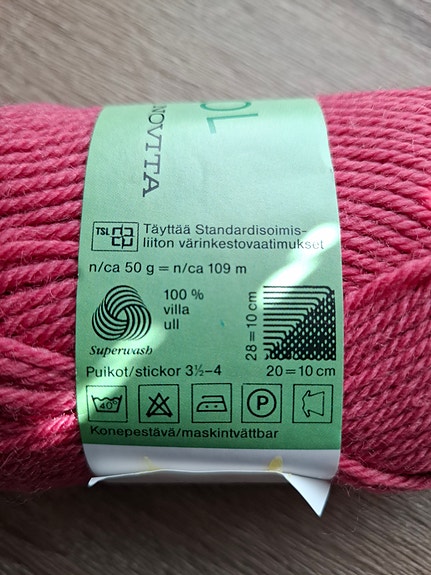 OL
NOVITA
TSL
Täyttää Standardisoimis-
liiton värinkestovaatimukset
n/ca 50 g = n/ca 109 m
100 %
villa
ull
Superwash
28 = 10 cm
Puikot/stickor 3½–4
20 = 10 cm
40°
P
Konepestävä/maskintvättbar